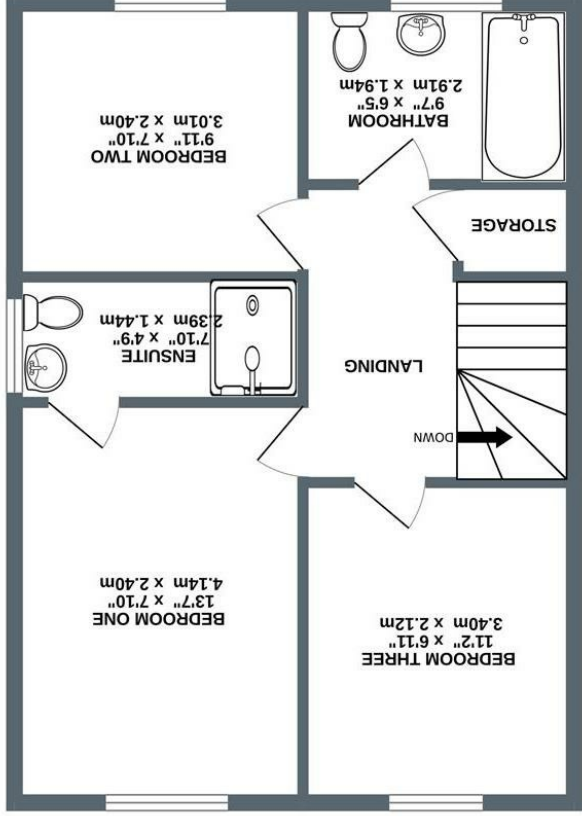 BEDROOM THREE
11'2" x 6'11"
3.40m x 2.12m
BEDROOM ONE
13'7" x 7'10"
4.14m x 2.40m
DOWN
LANDING
ENSUITE
7'10" x 4'9"
2.39m x 1.44m
STORAGE
BATHROOM
9'7" x 6'5"
2.91m x 1.94m
BEDROOM TWO
9'11" x 7'10"
3.01m x 2.40m